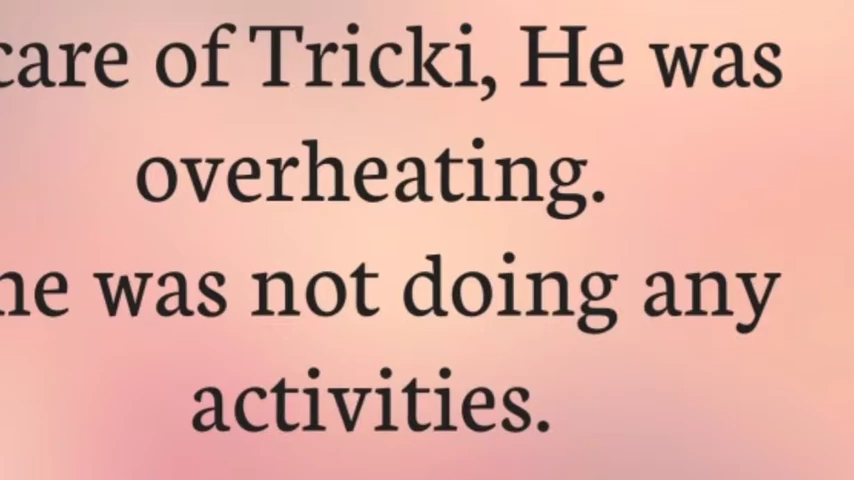 care of Tricki, He was
overheating.
he was not doing any
activities.